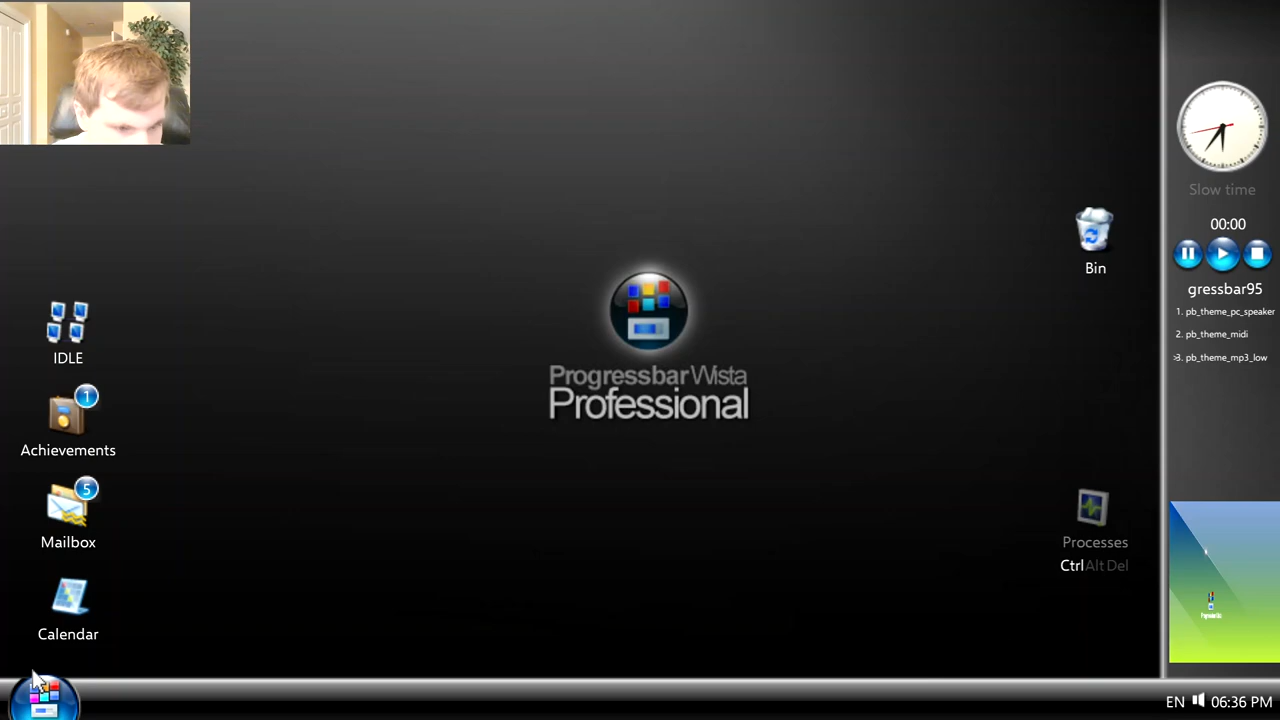 Slow time
00:00
gressbar95
1. pb_theme_pc_speaker
2. pb_theme_midi
>3. pb_theme_mp3_low
Bin
Progressbar Wista
Professional
IDLE
1
Achievements
5
Mailbox
Calendar
Processes
Ctrl Alt Del
EN 06:36 PM